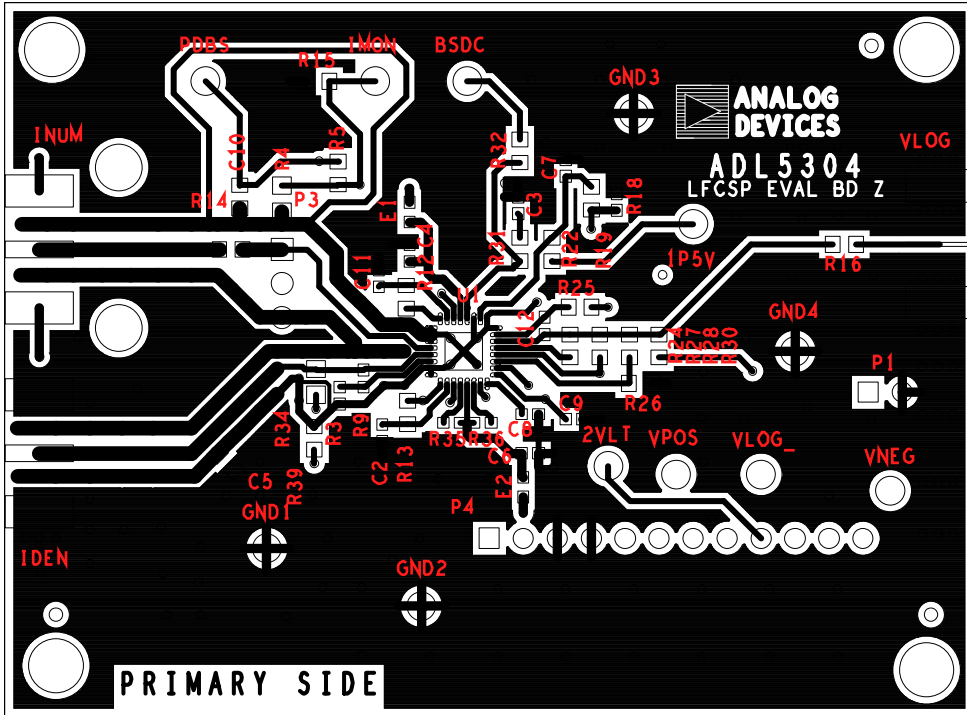 PDBS
IMON
BSDC
R15
GND3
ANALOG
DEVICES
INUM
VLOG
ADL5304
LFCSP EVAL BD Z
C10
R4
R5
R32
C7
R14
P3
E1
C4
C3
R18
C11
R12
R31
R22
R19
1P5V
R16
U1
R25
C12
GND4
R24
R27
R28
R30
P1
R34
R3
R9
R26
C9
C8
R35
R36
C2
R13
C6
2VLT
VPOS
VLOG_
VNEG
C5
R39
E2
P4
GND1
IDEN
GND2
PRIMARY SIDE